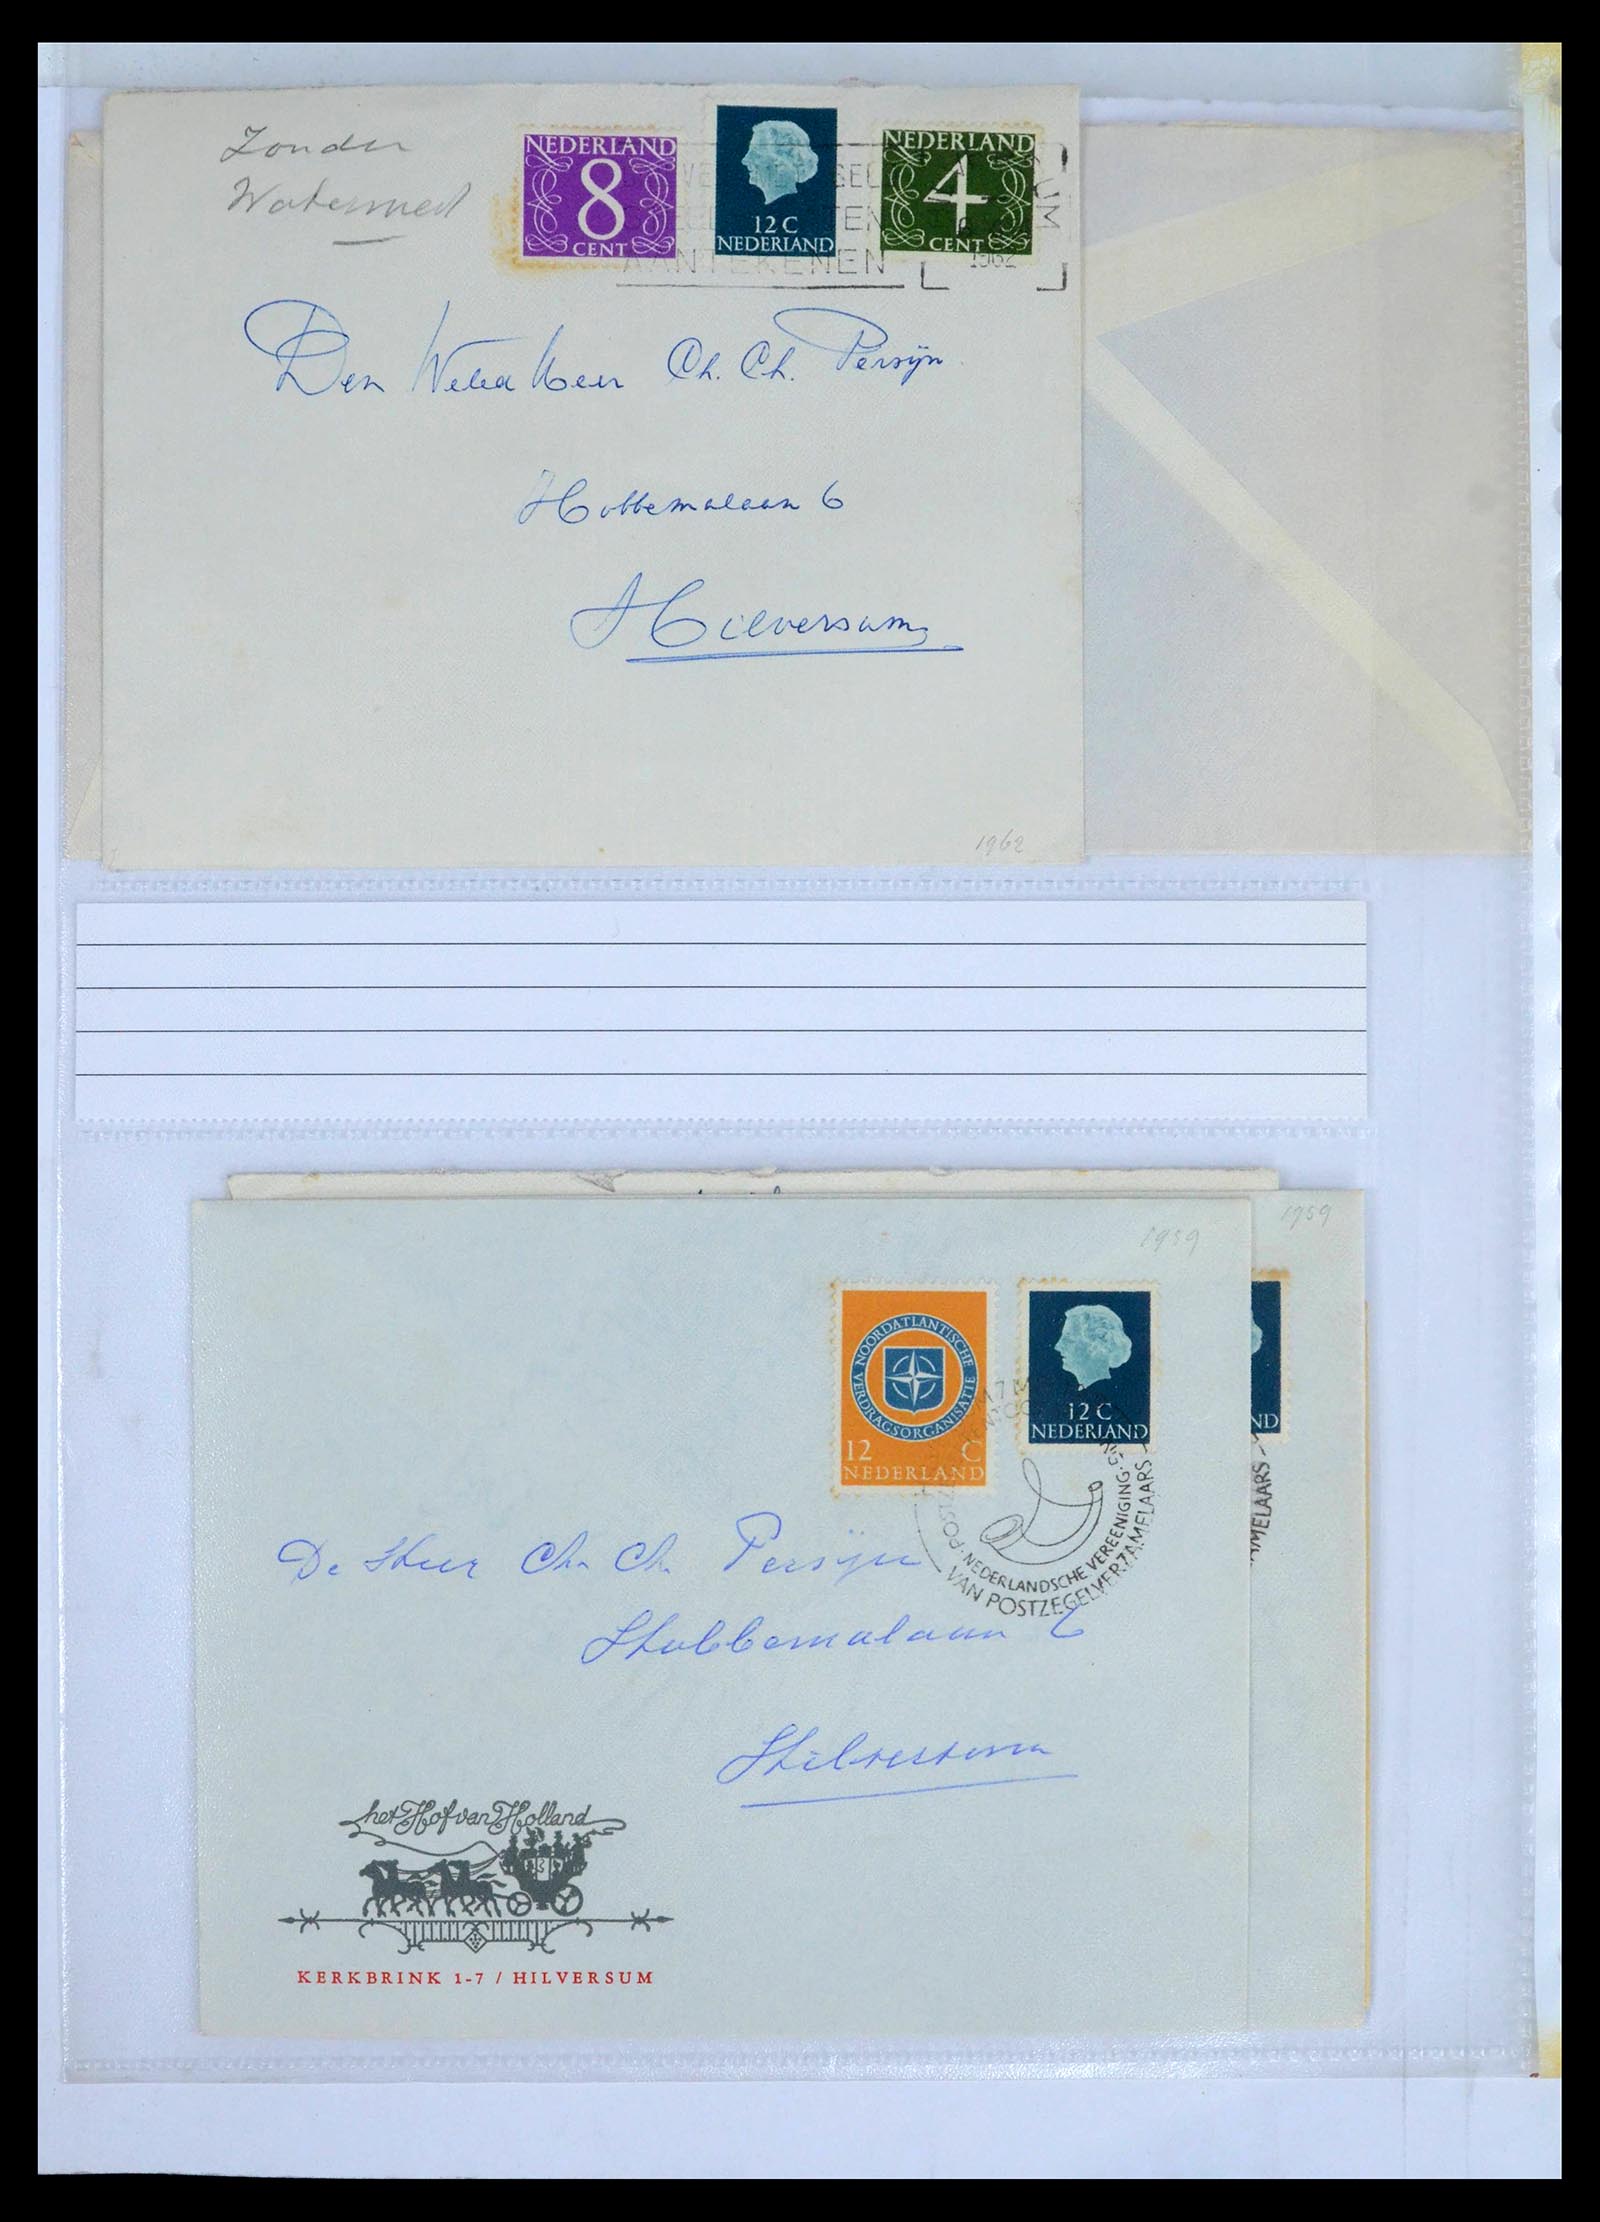 Zonder
Watermerk
NEDERLAND
8
CENT
12 C
NEDERLAND
NEDERLAND
4
CENT
AANTEKENEN
1962
Den Weled Heer Ch. Ch. Persijn
Hobbemalaan 6
Hilversum
1962
1959
1959
NOORDATLANTISCHE VERDRAGSORGANISATIE
12 C
NEDERLAND
12 C
NEDERLAND
ND
NEDERLANDSCHE VEREENIGING
VAN POSTZEGELVERZAMELAARS
MELAARS
De Heer Ch. Ch. Persijn
Hobbemalaan 6
Hilversum
het Hof van Holland
KERKBRINK 1-7 / HILVERSUM